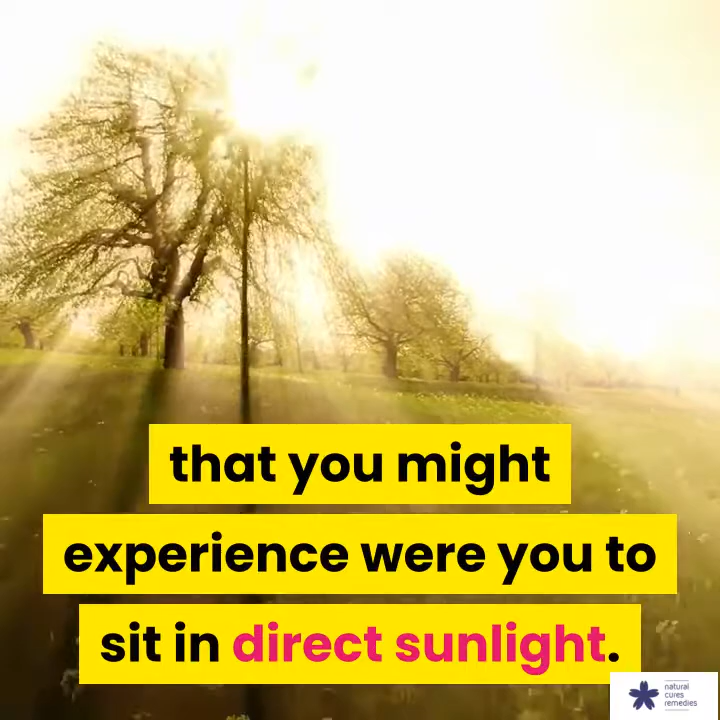 that you might
experience were you to
sit in direct sunlight.
natural
cures
remedies